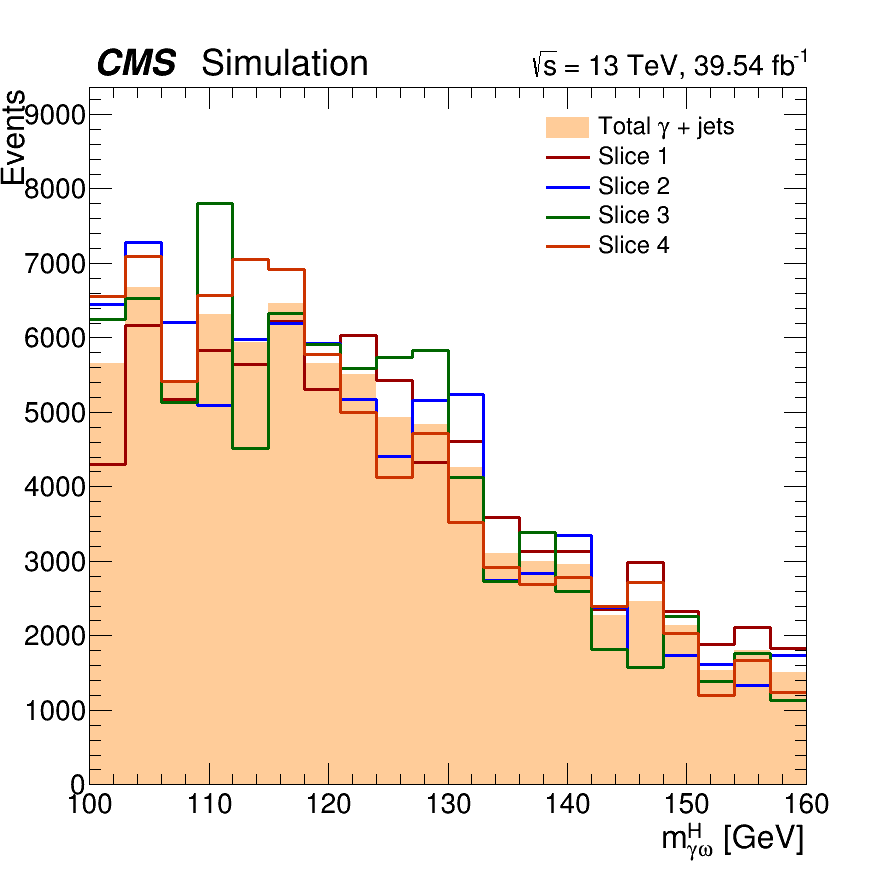 CMS Simulation
√s = 13 TeV, 39.54 fb⁻¹
Events
9000
8000
7000
6000
5000
4000
3000
2000
1000
0
Total γ + jets
Slice 1
Slice 2
Slice 3
Slice 4
100 110 120 130 140 150 160
m^H_γω [GeV]